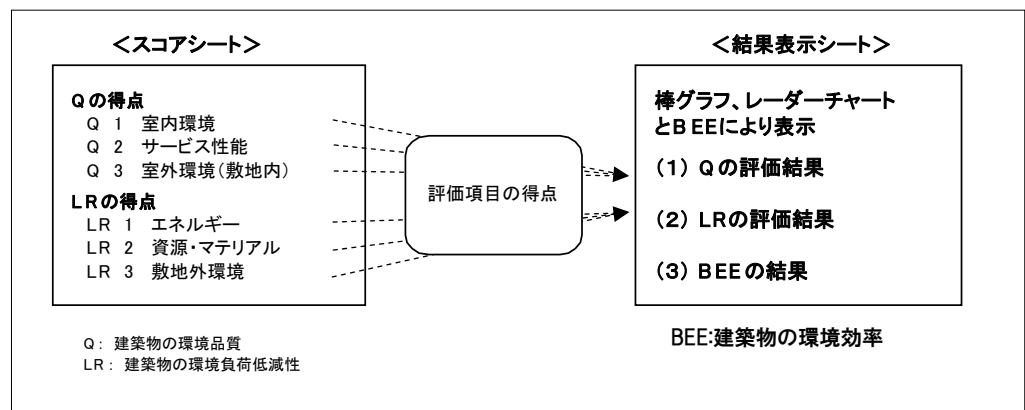 ＜スコアシート＞
Qの得点
Q 1 室内環境
Q 2 サービス性能
Q 3 室外環境(敷地内)
LRの得点
LR 1 エネルギー
LR 2 資源・マテリアル
LR 3 敷地外環境
Q: 建築物の環境品質
LR: 建築物の環境負荷低減性
評価項目の得点
＜結果表示シート＞
棒グラフ、レーダーチャート
とBEEにより表示
(1) Qの評価結果
(2) LRの評価結果
(3) BEEの結果
BEE:建築物の環境効率